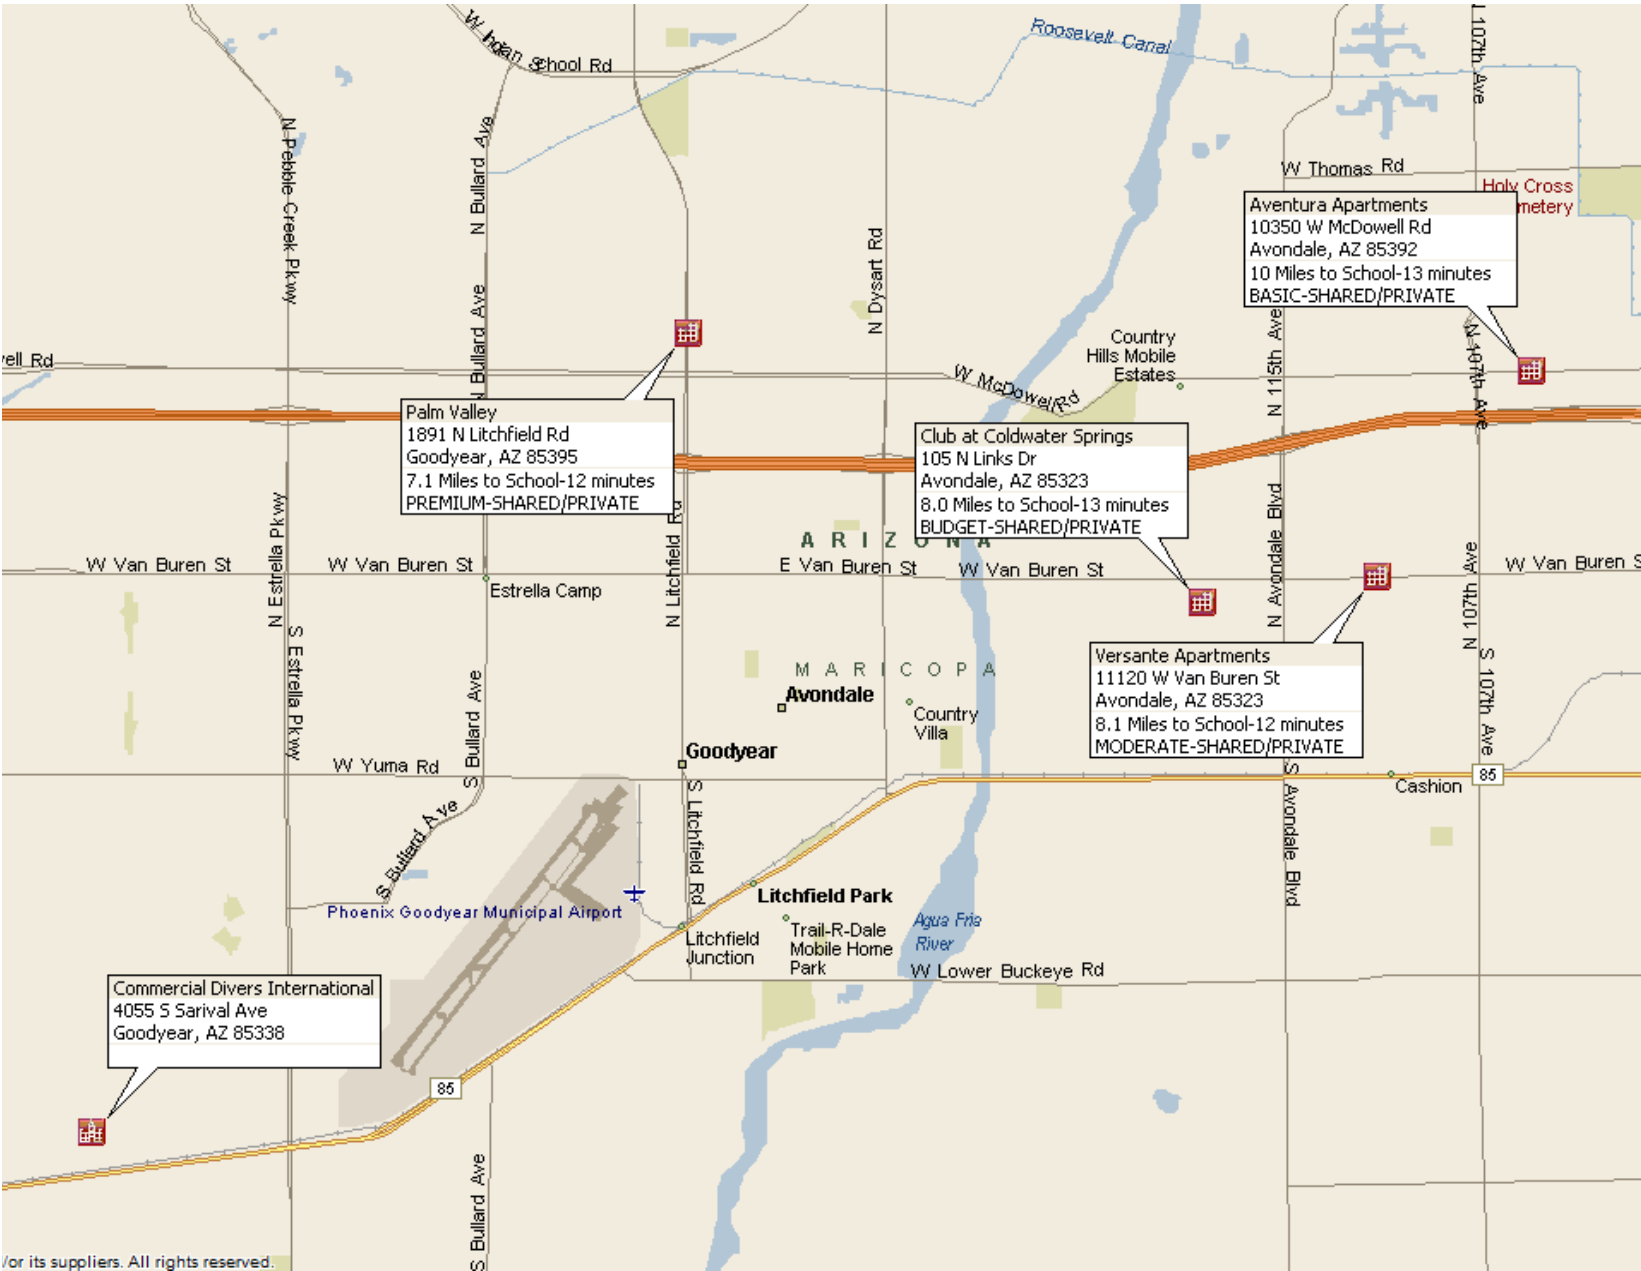 W Indian School Rd
Roosevelt Canal
N 107th Ave
N Pebble Creek Pkwy
N Bullard Ave
W Thomas Rd
Holy Cross
metery
Aventura Apartments
10350 W McDowell Rd
Avondale, AZ 85392
10 Miles to School-13 minutes
BASIC-SHARED/PRIVATE
N Dysart Rd
N Bullard Ave
N 115th Ave
N 107th Ave
Country
Hills Mobile
Estates
ell Rd
N Bullard
W McDowell Rd
Palm Valley
1891 N Litchfield Rd
Goodyear, AZ 85395
7.1 Miles to School-12 minutes
PREMIUM-SHARED/PRIVATE
Club at Coldwater Springs
105 N Links Dr
Avondale, AZ 85323
8.0 Miles to School-13 minutes
BUDGET-SHARED/PRIVATE
N Estrella Pkwy
N Litchfield Rd
N Avondale Blvd
N 107th Ave
ARIZONA
W Van Buren St
W Van Buren St
E Van Buren St
W Van Buren St
W Van Buren S
Estrella Camp
S Estrella Pkwy
S Bullard Ave
MARICOPA
Avondale
Country
Villa
Versante Apartments
11120 W Van Buren St
Avondale, AZ 85323
8.1 Miles to School-12 minutes
MODERATE-SHARED/PRIVATE
S 107th Ave
Goodyear
W Yuma Rd
85
Cashion
S Bullard Ave
S Litchfield Rd
S Avondale Blvd
Phoenix Goodyear Municipal Airport
Litchfield Park
Trail-R-Dale
Mobile Home
Park
Litchfield
Junction
Agua Fria
River
W Lower Buckeye Rd
Commercial Divers International
4055 S Sarival Ave
Goodyear, AZ 85338
85
S Bullard Ave
/or its suppliers. All rights reserved.